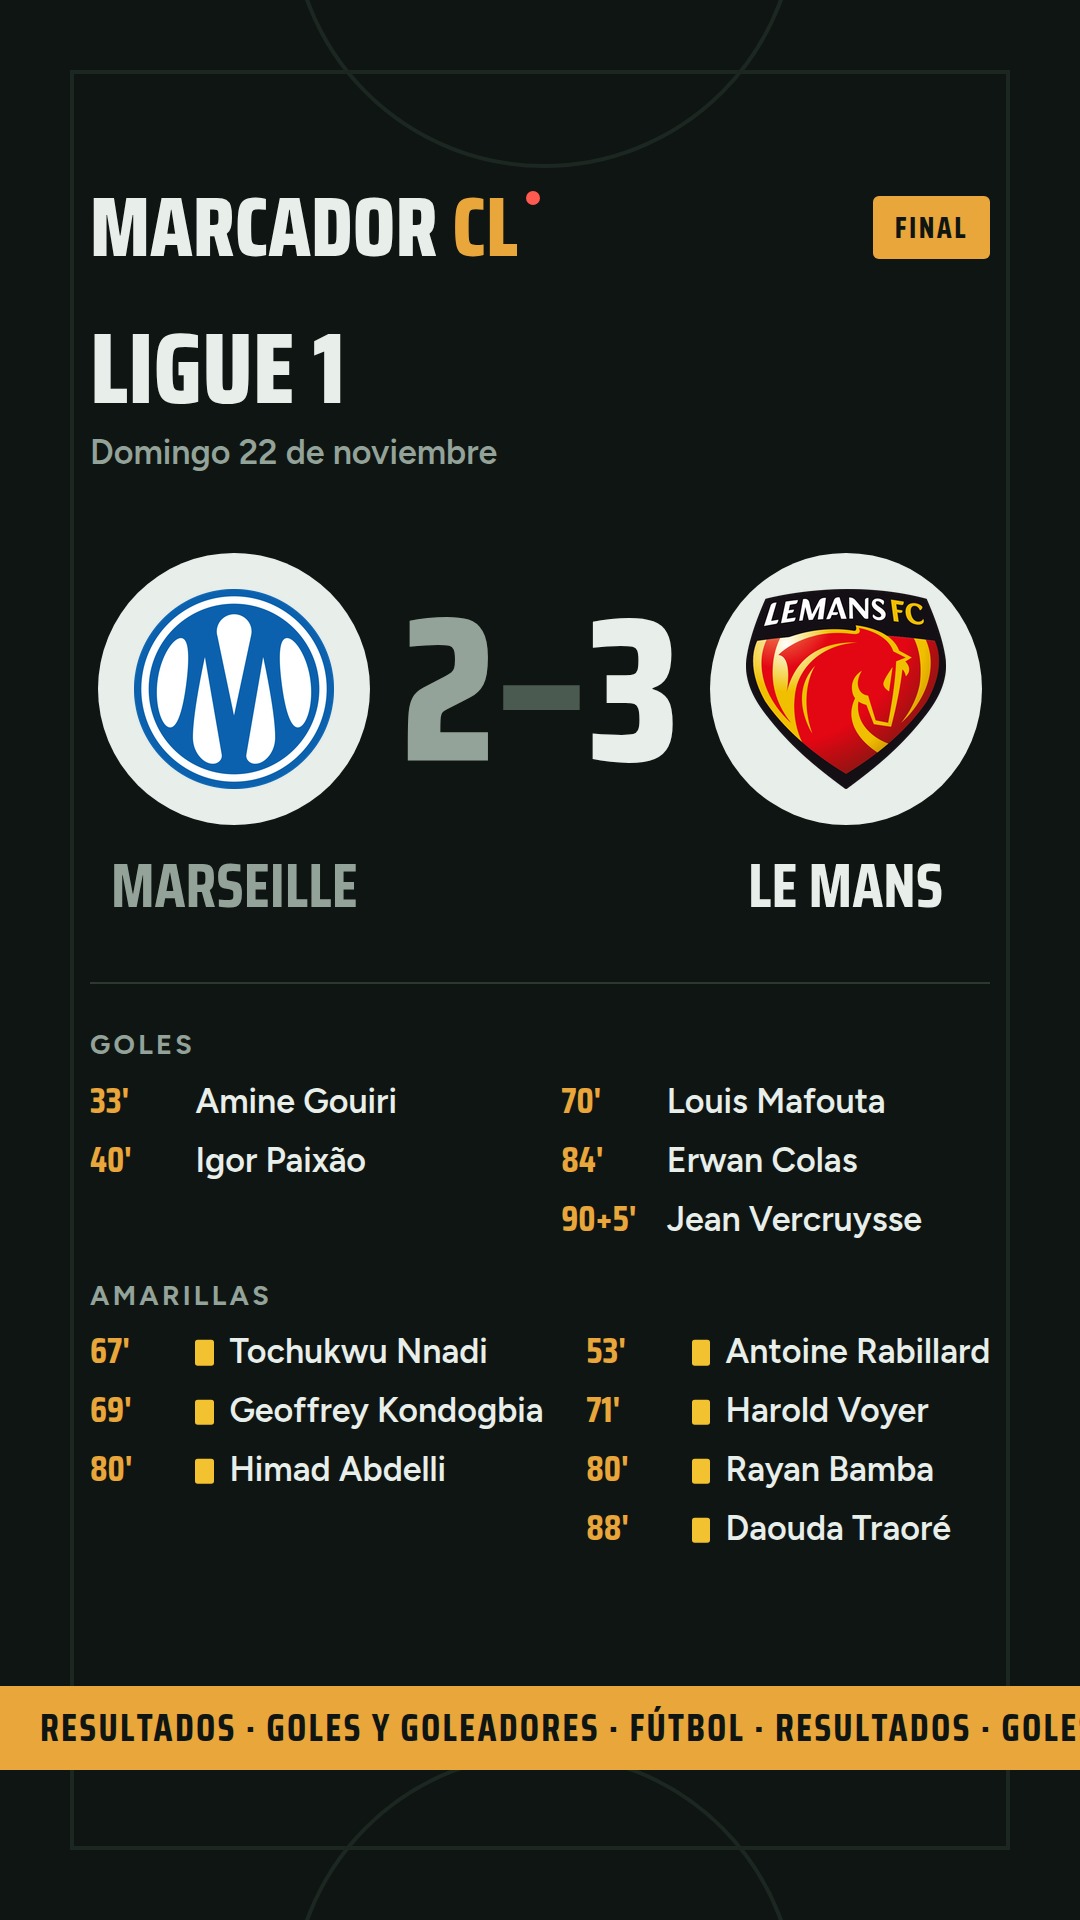 MARCADOR CL
FINAL
LIGUE 1
Domingo 22 de noviembre
LEMANS FC
2–3
MARSEILLE
LE MANS
GOLES
33' Amine Gouiri
70' Louis Mafouta
40' Igor Paixão
84' Erwan Colas
90+5' Jean Vercruysse
AMARILLAS
67' Tochukwu Nnadi
53' Antoine Rabillard
69' Geoffrey Kondogbia
71' Harold Voyer
80' Himad Abdelli
80' Rayan Bamba
88' Daouda Traoré
RESULTADOS · GOLES Y GOLEADORES · FÚTBOL · RESULTADOS · GOLES